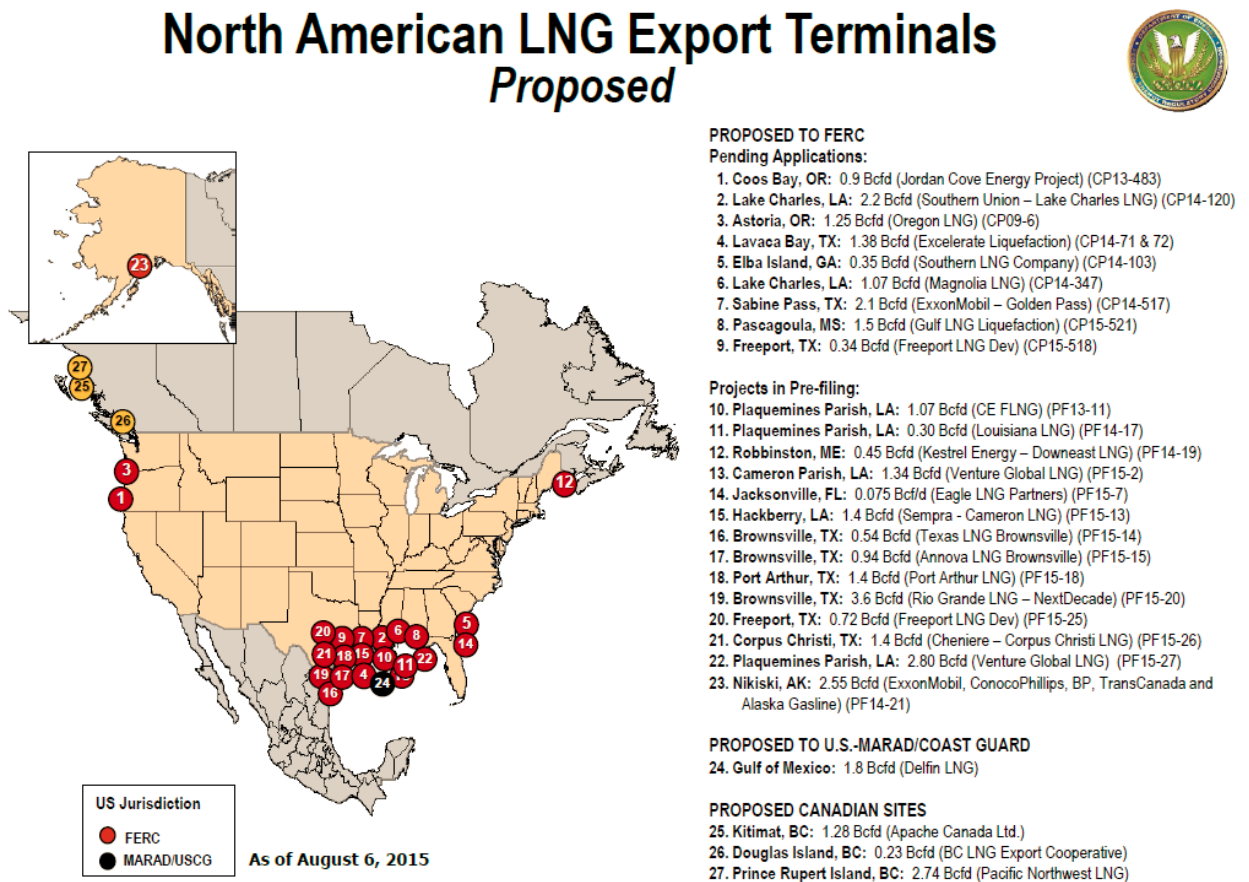 North American LNG Export Terminals
Proposed
PROPOSED TO FERC
Pending Applications:
1. Coos Bay, OR: 0.9 Bcfd (Jordan Cove Energy Project) (CP13-483)
2. Lake Charles, LA: 2.2 Bcfd (Southern Union – Lake Charles LNG) (CP14-120)
3. Astoria, OR: 1.25 Bcfd (Oregon LNG) (CP09-6)
4. Lavaca Bay, TX: 1.38 Bcfd (Excelerate Liquefaction) (CP14-71 & 72)
5. Elba Island, GA: 0.35 Bcfd (Southern LNG Company) (CP14-103)
6. Lake Charles, LA: 1.07 Bcfd (Magnolia LNG) (CP14-347)
7. Sabine Pass, TX: 2.1 Bcfd (ExxonMobil – Golden Pass) (CP14-517)
8. Pascagoula, MS: 1.5 Bcfd (Gulf LNG Liquefaction) (CP15-521)
9. Freeport, TX: 0.34 Bcfd (Freeport LNG Dev) (CP15-518)
Projects in Pre-filing:
10. Plaquemines Parish, LA: 1.07 Bcfd (CE FLNG) (PF13-11)
11. Plaquemines Parish, LA: 0.30 Bcfd (Louisiana LNG) (PF14-17)
12. Robbinston, ME: 0.45 Bcfd (Kestrel Energy – Downeast LNG) (PF14-19)
13. Cameron Parish, LA: 1.34 Bcfd (Venture Global LNG) (PF15-2)
14. Jacksonville, FL: 0.075 Bcf/d (Eagle LNG Partners) (PF15-7)
15. Hackberry, LA: 1.4 Bcfd (Sempra - Cameron LNG) (PF15-13)
16. Brownsville, TX: 0.54 Bcfd (Texas LNG Brownsville) (PF15-14)
17. Brownsville, TX: 0.94 Bcfd (Annova LNG Brownsville) (PF15-15)
18. Port Arthur, TX: 1.4 Bcfd (Port Arthur LNG) (PF15-18)
19. Brownsville, TX: 3.6 Bcfd (Rio Grande LNG – NextDecade) (PF15-20)
20. Freeport, TX: 0.72 Bcfd (Freeport LNG Dev) (PF15-25)
21. Corpus Christi, TX: 1.4 Bcfd (Cheniere – Corpus Christi LNG) (PF15-26)
22. Plaquemines Parish, LA: 2.80 Bcfd (Venture Global LNG) (PF15-27)
23. Nikiski, AK: 2.55 Bcfd (ExxonMobil, ConocoPhillips, BP, TransCanada and
Alaska Gasline) (PF14-21)
PROPOSED TO U.S.-MARAD/COAST GUARD
24. Gulf of Mexico: 1.8 Bcfd (Delfin LNG)
PROPOSED CANADIAN SITES
25. Kitimat, BC: 1.28 Bcfd (Apache Canada Ltd.)
26. Douglas Island, BC: 0.23 Bcfd (BC LNG Export Cooperative)
27. Prince Rupert Island, BC: 2.74 Bcfd (Pacific Northwest LNG)
23
27
25
26
3
1
12
20 9 7 2 6 8
5
14
21 18 15 10 11 22
19 17 4 24
16
US Jurisdiction
FERC
MARAD/USCG
As of August 6, 2015